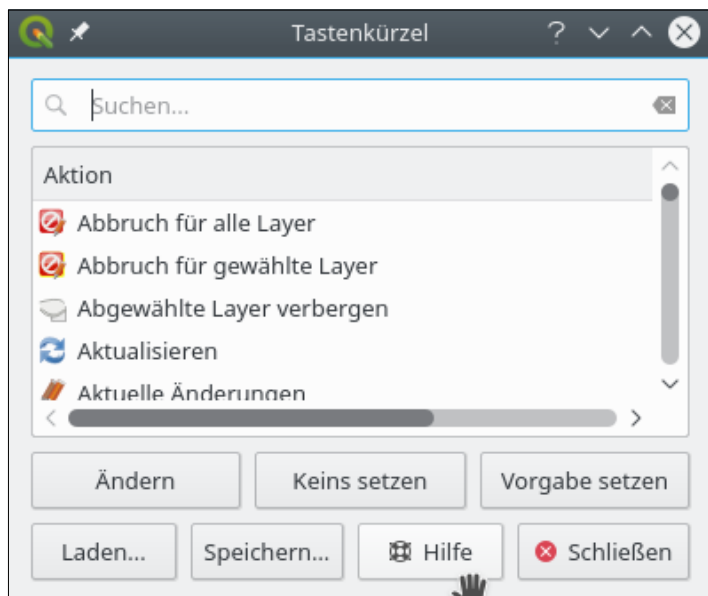 Tastenkürzel
Suchen...
Aktion
Abbruch für alle Layer
Abbruch für gewählte Layer
Abgewählte Layer verbergen
Aktualisieren
Aktuelle Änderungen
Ändern Keins setzen Vorgabe setzen
Laden... Speichern... Hilfe Schließen